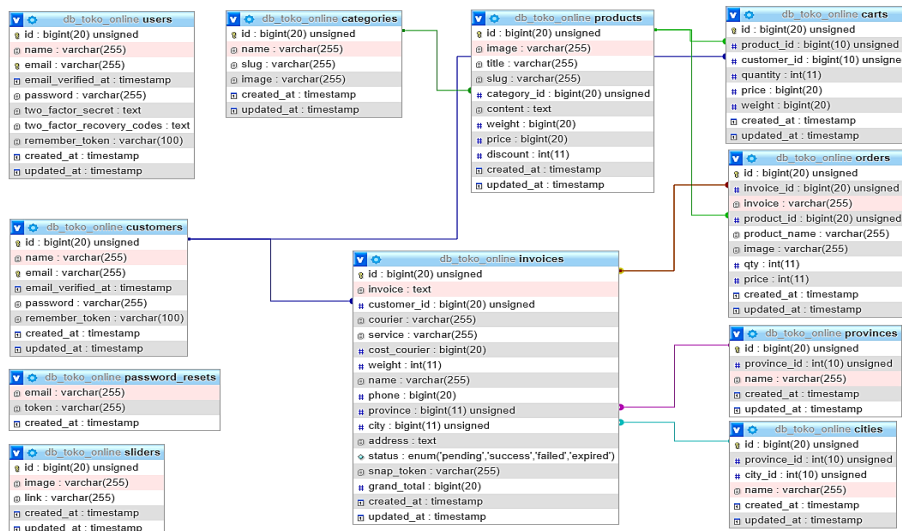 db_toko_online users
id : bigint(20) unsigned
name : varchar(255)
email : varchar(255)
email_verified_at : timestamp
password : varchar(255)
two_factor_secret : text
two_factor_recovery_codes : text
remember_token : varchar(100)
created_at : timestamp
updated_at : timestamp
db_toko_online categories
id : bigint(20) unsigned
name : varchar(255)
slug : varchar(255)
image : varchar(255)
created_at : timestamp
updated_at : timestamp
db_toko_online products
id : bigint(20) unsigned
image : varchar(255)
title : varchar(255)
slug : varchar(255)
category_id : bigint(20) unsigned
content : text
weight : bigint(20)
price : bigint(20)
discount : int(11)
created_at : timestamp
updated_at : timestamp
db_toko_online carts
id : bigint(20) unsigned
product_id : bigint(10) unsigned
customer_id : bigint(10) unsigne
quantity : int(11)
price : bigint(20)
weight : bigint(20)
created_at : timestamp
updated_at : timestamp
db_toko_online orders
id : bigint(20) unsigned
invoice_id : bigint(20) unsigned
invoice : varchar(255)
product_id : bigint(20) unsigned
product_name : varchar(255)
image : varchar(255)
qty : int(11)
price : int(11)
created_at : timestamp
updated_at : timestamp
db_toko_online customers
id : bigint(20) unsigned
name : varchar(255)
email : varchar(255)
email_verified_at : timestamp
password : varchar(255)
remember_token : varchar(100)
created_at : timestamp
updated_at : timestamp
db_toko_online invoices
id : bigint(20) unsigned
invoice : text
customer_id : bigint(20) unsigned
courier : varchar(255)
service : varchar(255)
cost_courier : bigint(20)
weight : int(11)
name : varchar(255)
phone : bigint(20)
province : bigint(11) unsigned
city : bigint(11) unsigned
address : text
status : enum('pending','success','failed','expired')
snap_token : varchar(255)
grand_total : bigint(20)
created_at : timestamp
updated_at : timestamp
db_toko_online provinces
id : bigint(20) unsigned
province_id : int(10) unsigned
name : varchar(255)
created_at : timestamp
updated_at : timestamp
db_toko_online password_resets
email : varchar(255)
token : varchar(255)
created_at : timestamp
db_toko_online cities
id : bigint(20) unsigned
province_id : int(10) unsigned
city_id : int(10) unsigned
name : varchar(255)
created_at : timestamp
updated_at : timestamp
db_toko_online sliders
id : bigint(20) unsigned
image : varchar(255)
link : varchar(255)
created_at : timestamp
updated_at : timestamp